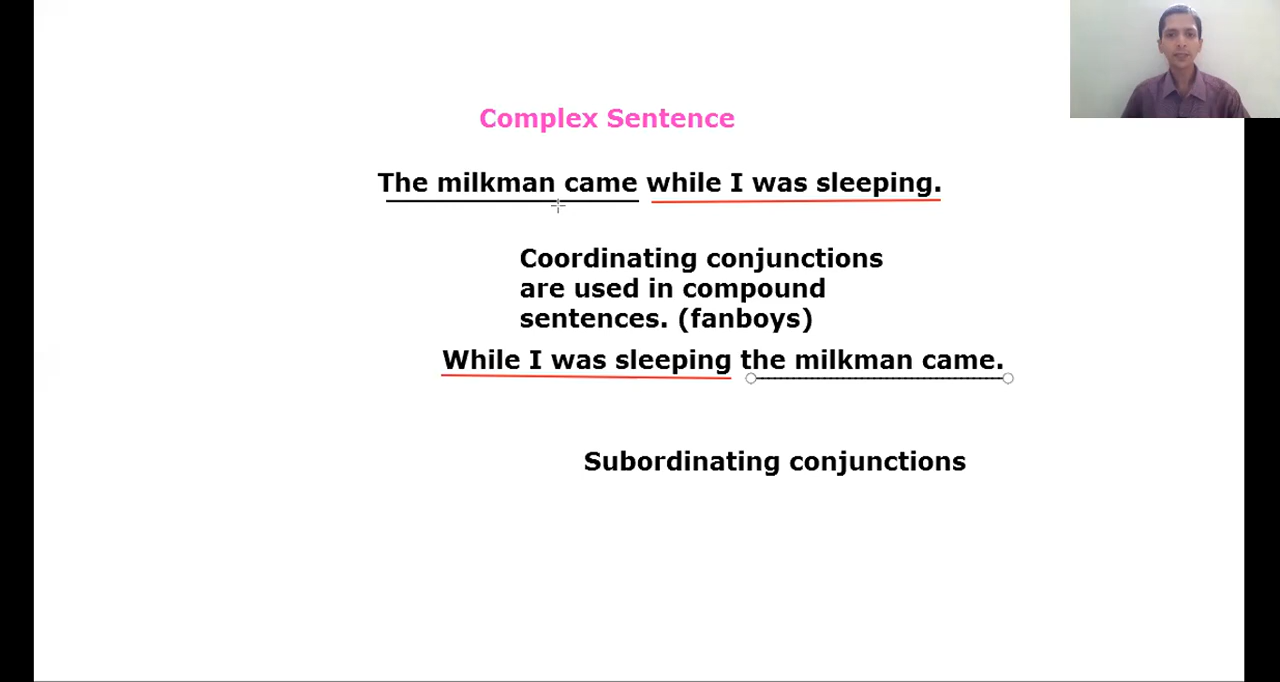 Complex Sentence
The milkman came while I was sleeping.
Coordinating conjunctions
are used in compound
sentences. (fanboys)
While I was sleeping the milkman came.
Subordinating conjunctions